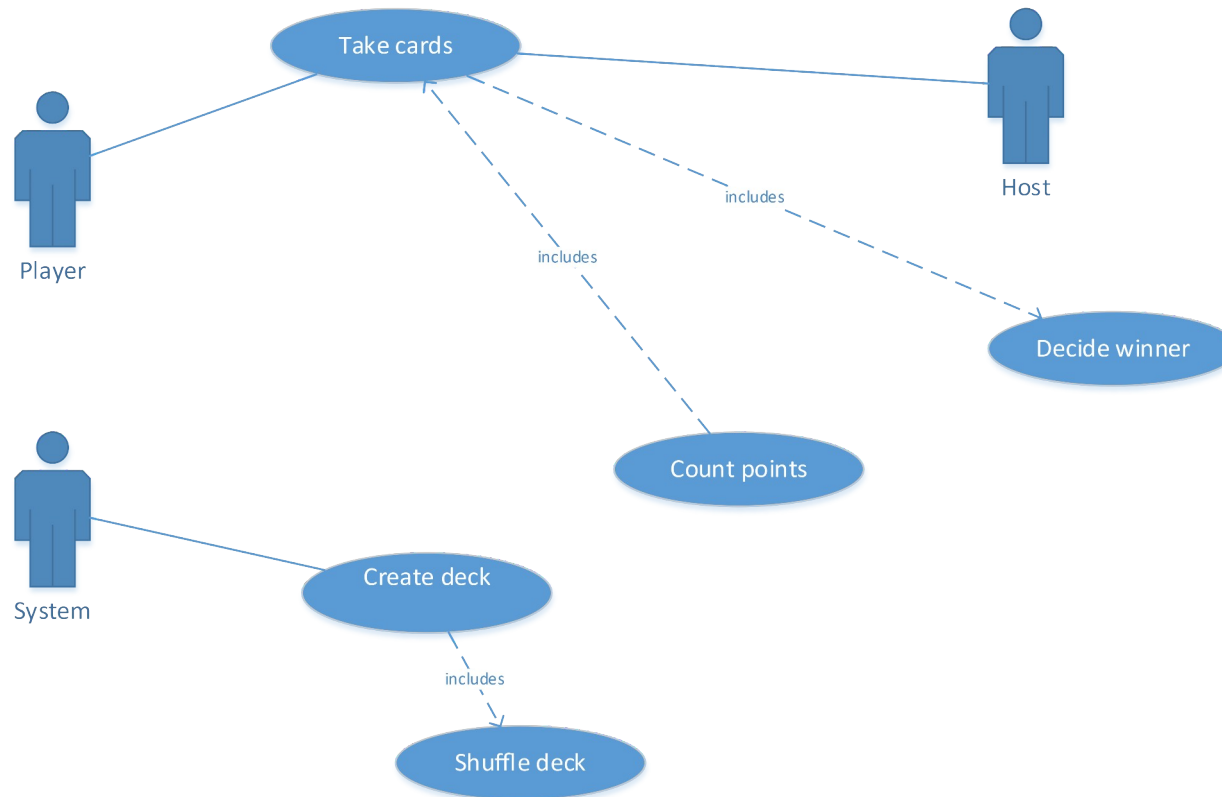 Take cards
Host
includes
Player
includes
Decide winner
Count points
Create deck
System
includes
Shuffle deck